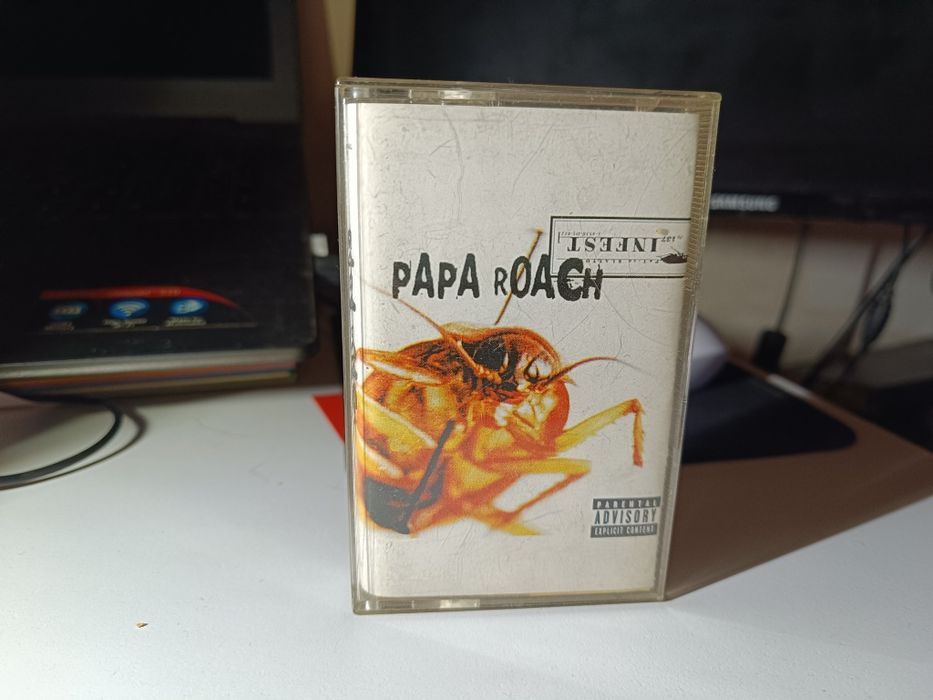 SAMSUNG
INFEST
PAPA ROACH
PARENTAL
ADVISORY
EXPLICIT CONTENT